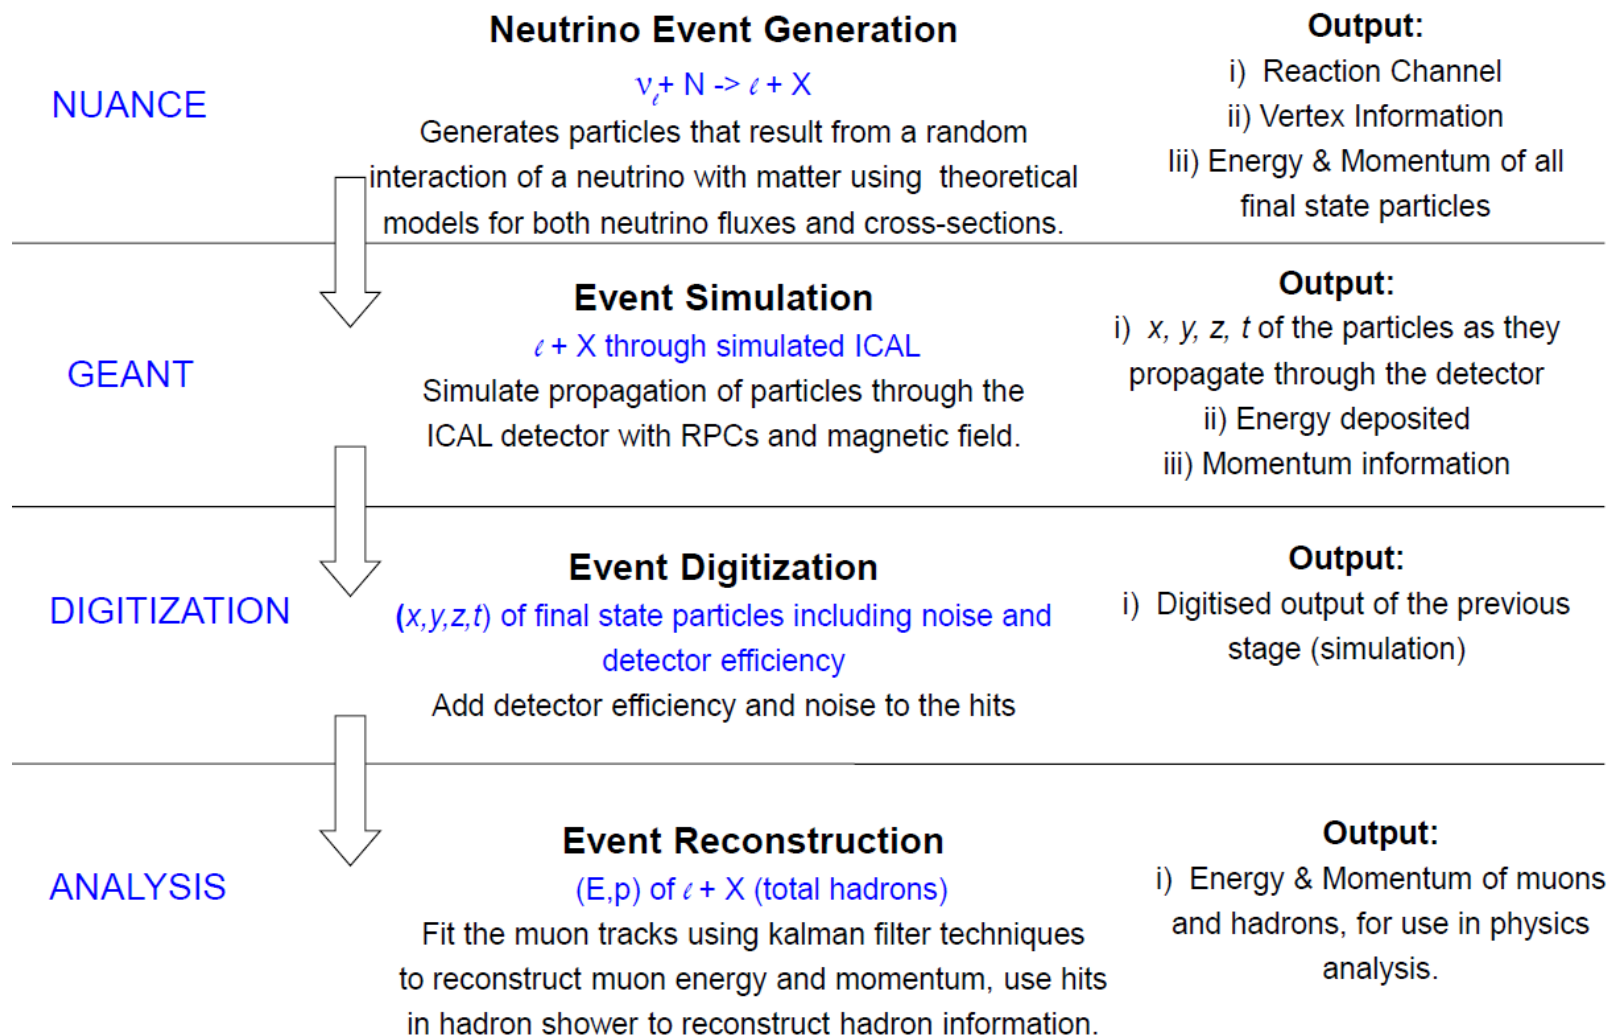 NUANCE
Neutrino Event Generation
νℓ+ N -> ℓ + X
Generates particles that result from a random
interaction of a neutrino with matter using theoretical
models for both neutrino fluxes and cross-sections.
Output:
i) Reaction Channel
ii) Vertex Information
Iii) Energy & Momentum of all
final state particles
GEANT
Event Simulation
ℓ + X through simulated ICAL
Simulate propagation of particles through the
ICAL detector with RPCs and magnetic field.
Output:
i) x, y, z, t of the particles as they
propagate through the detector
ii) Energy deposited
iii) Momentum information
DIGITIZATION
Event Digitization
(x,y,z,t) of final state particles including noise and
detector efficiency
Add detector efficiency and noise to the hits
Output:
i) Digitised output of the previous
stage (simulation)
ANALYSIS
Event Reconstruction
(E,p) of ℓ + X (total hadrons)
Fit the muon tracks using kalman filter techniques
to reconstruct muon energy and momentum, use hits
in hadron shower to reconstruct hadron information.
Output:
i) Energy & Momentum of muons
and hadrons, for use in physics
analysis.